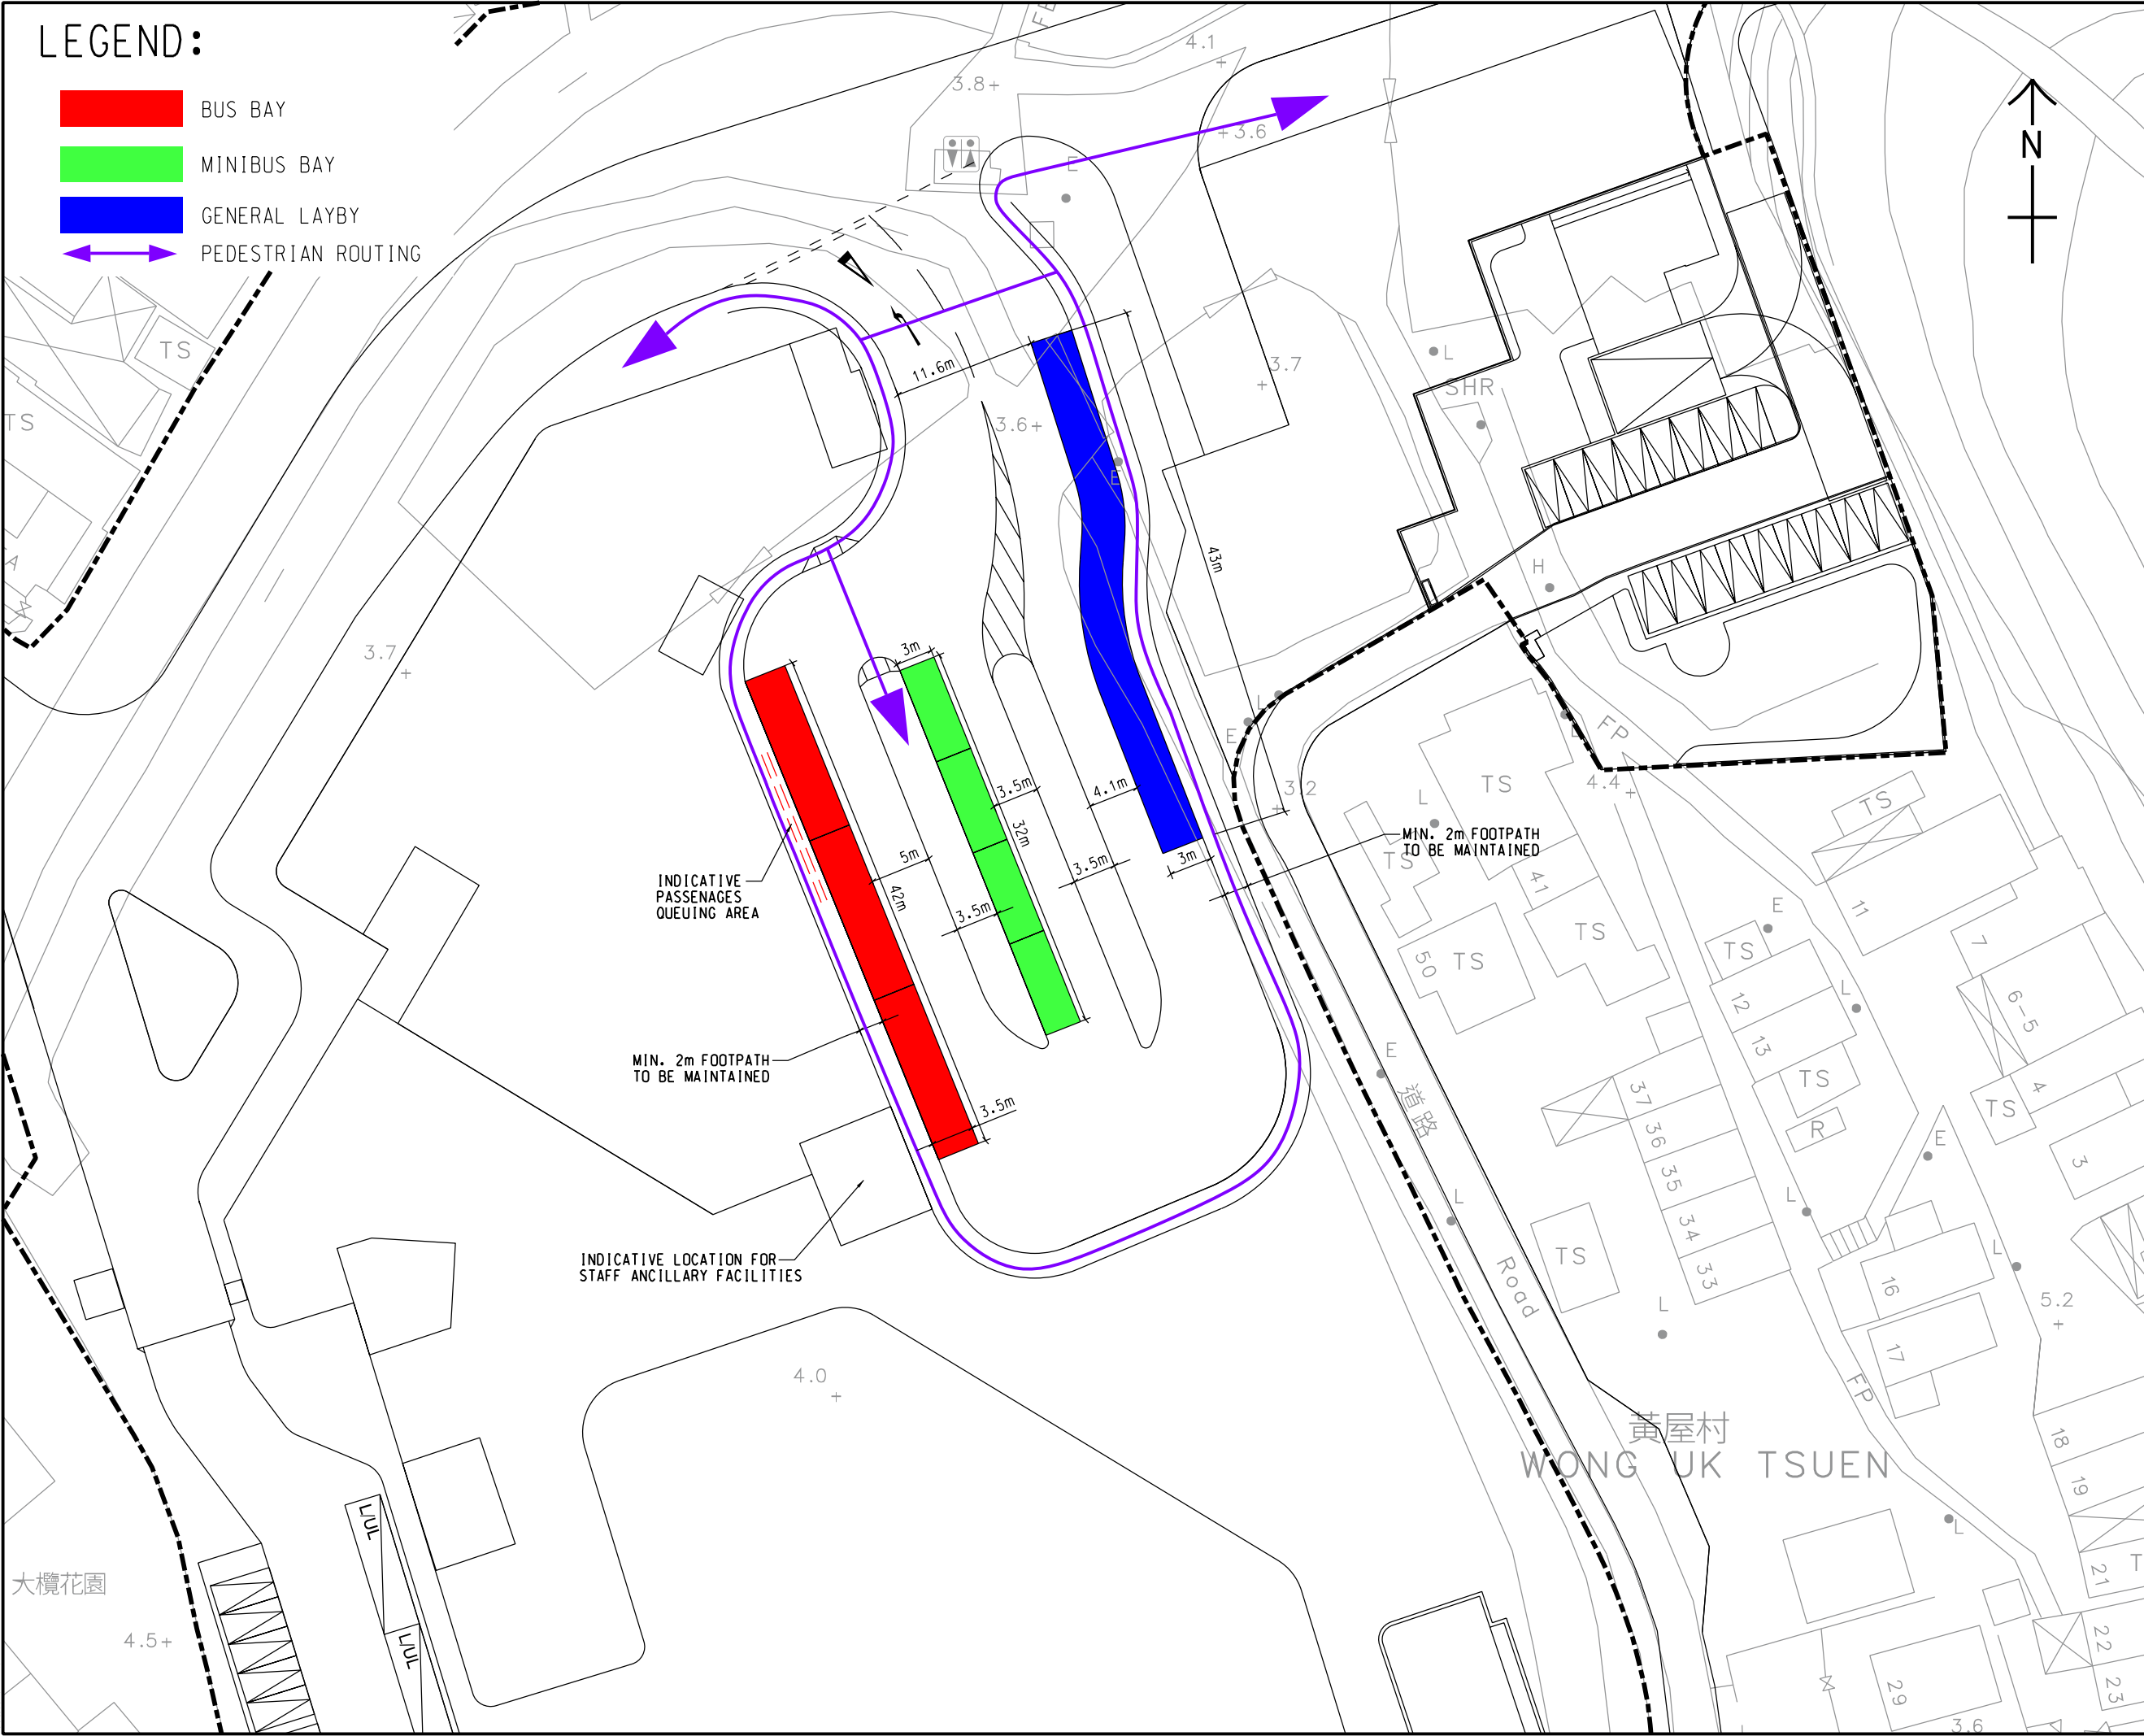 LEGEND:
BUS BAY
MINIBUS BAY
GENERAL LAYBY
PEDESTRIAN ROUTING
N
4.1
3.8
3.6
E
TS
TS
11.6m
3.7
L
SHR
3.6
E
43m
H
3.7
3m
L
E
FP
3.2
4.4
TS
TS
L
3.5m
4.1m
32m
MIN. 2m FOOTPATH
TO BE MAINTAINED
TS
5m
3m
3.5m
42m
41
11
INDICATIVE
PASSENAGES
QUEUING AREA
3.5m
E
TS
TS
7
50
TS
L
12
6-5
MIN. 2m FOOTPATH
TO BE MAINTAINED
E
13
TS
4
37
TS
道路
3.5m
R
36
E
3
35
L
L
34
INDICATIVE LOCATION FOR
STAFF ANCILLARY FACILITIES
TS
33
L
Road
16
L
5.2
17
4.0
FP
黃屋村
WONG UK TSUEN
18
19
L/UL
L
大欖花園
21
4.5
L/UL
22
23
29
3.6